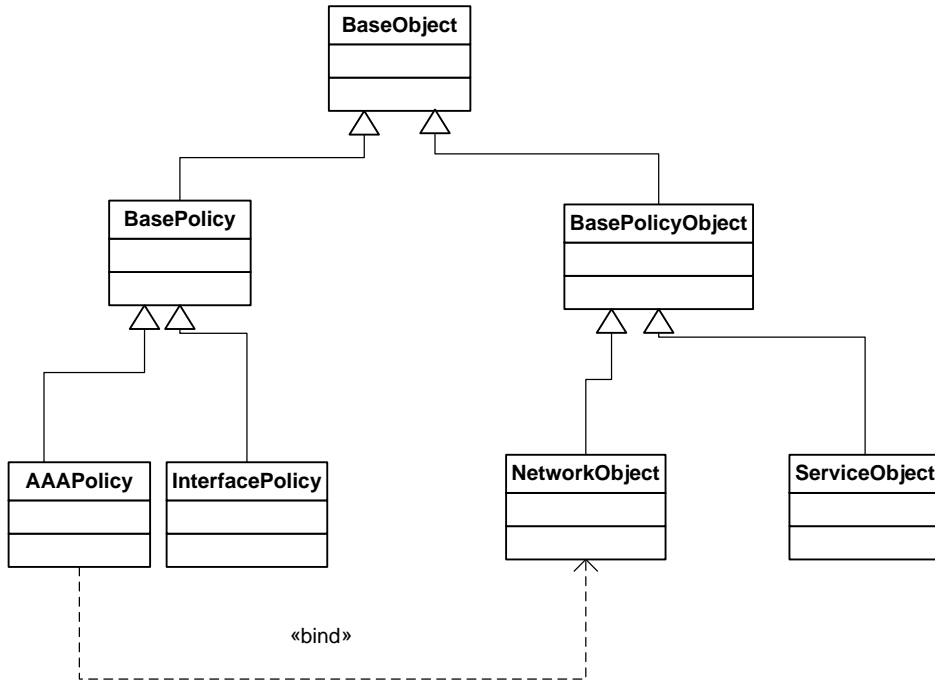 BaseObject
BasePolicy
BasePolicyObject
AAAPolicy
InterfacePolicy
NetworkObject
ServiceObject
«bind»